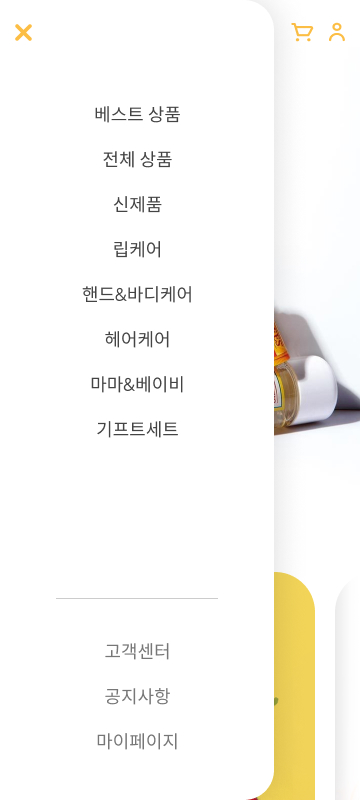 베스트 상품
전체 상품
신제품
립케어
핸드&바디케어
헤어케어
마마&베이비
기프트세트
고객센터
공지사항
마이페이지